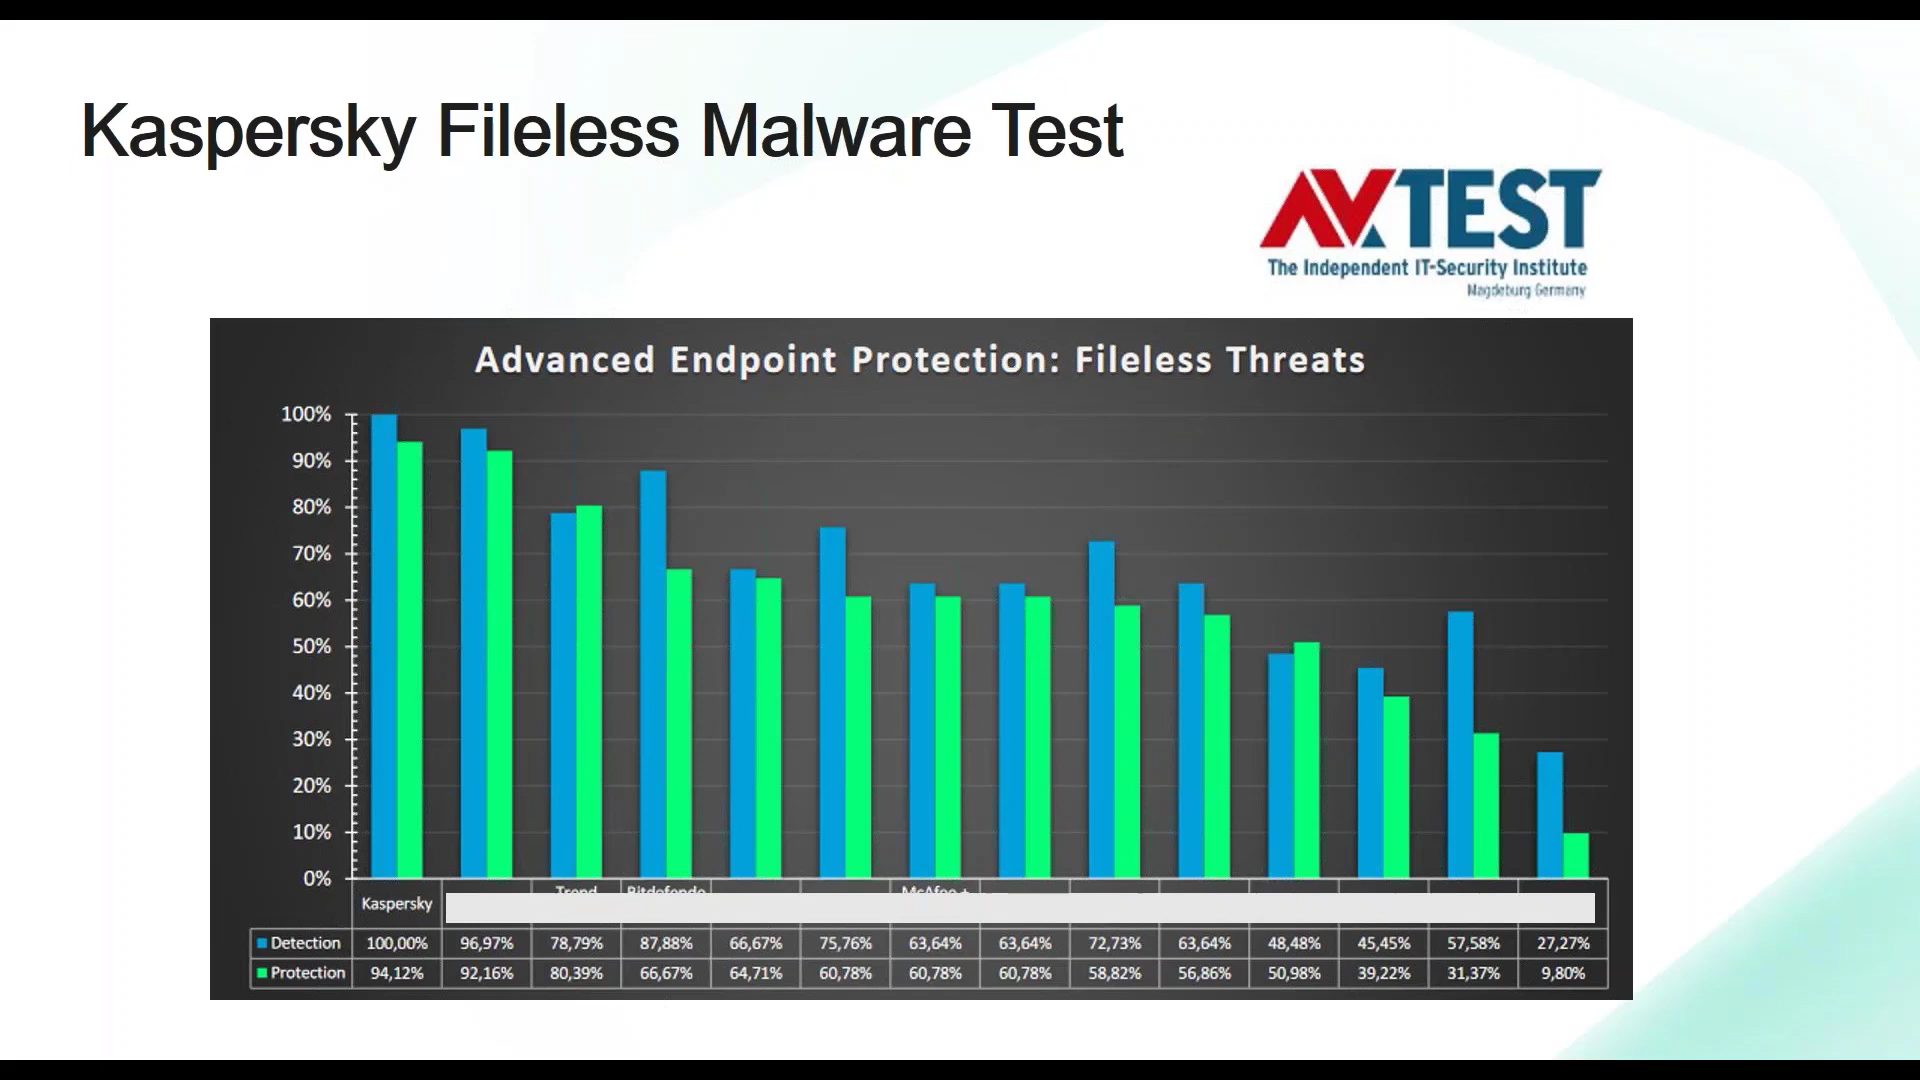 Kaspersky Fileless Malware Test
AV TEST
The Independent IT-Security Institute
Magdeburg Germany
Advanced Endpoint Protection: Fileless Threats
100%
90%
80%
70%
60%
50%
40%
30%
20%
10%
0%
Kaspersky
Detection 100,00% 96,97% 78,79% 87,88% 66,67% 75,76% 63,64% 63,64% 72,73% 63,64% 48,48% 45,45% 57,58% 27,27%
Protection 94,12% 92,16% 80,39% 66,67% 64,71% 60,78% 60,78% 60,78% 58,82% 56,86% 50,98% 39,22% 31,37% 9,80%